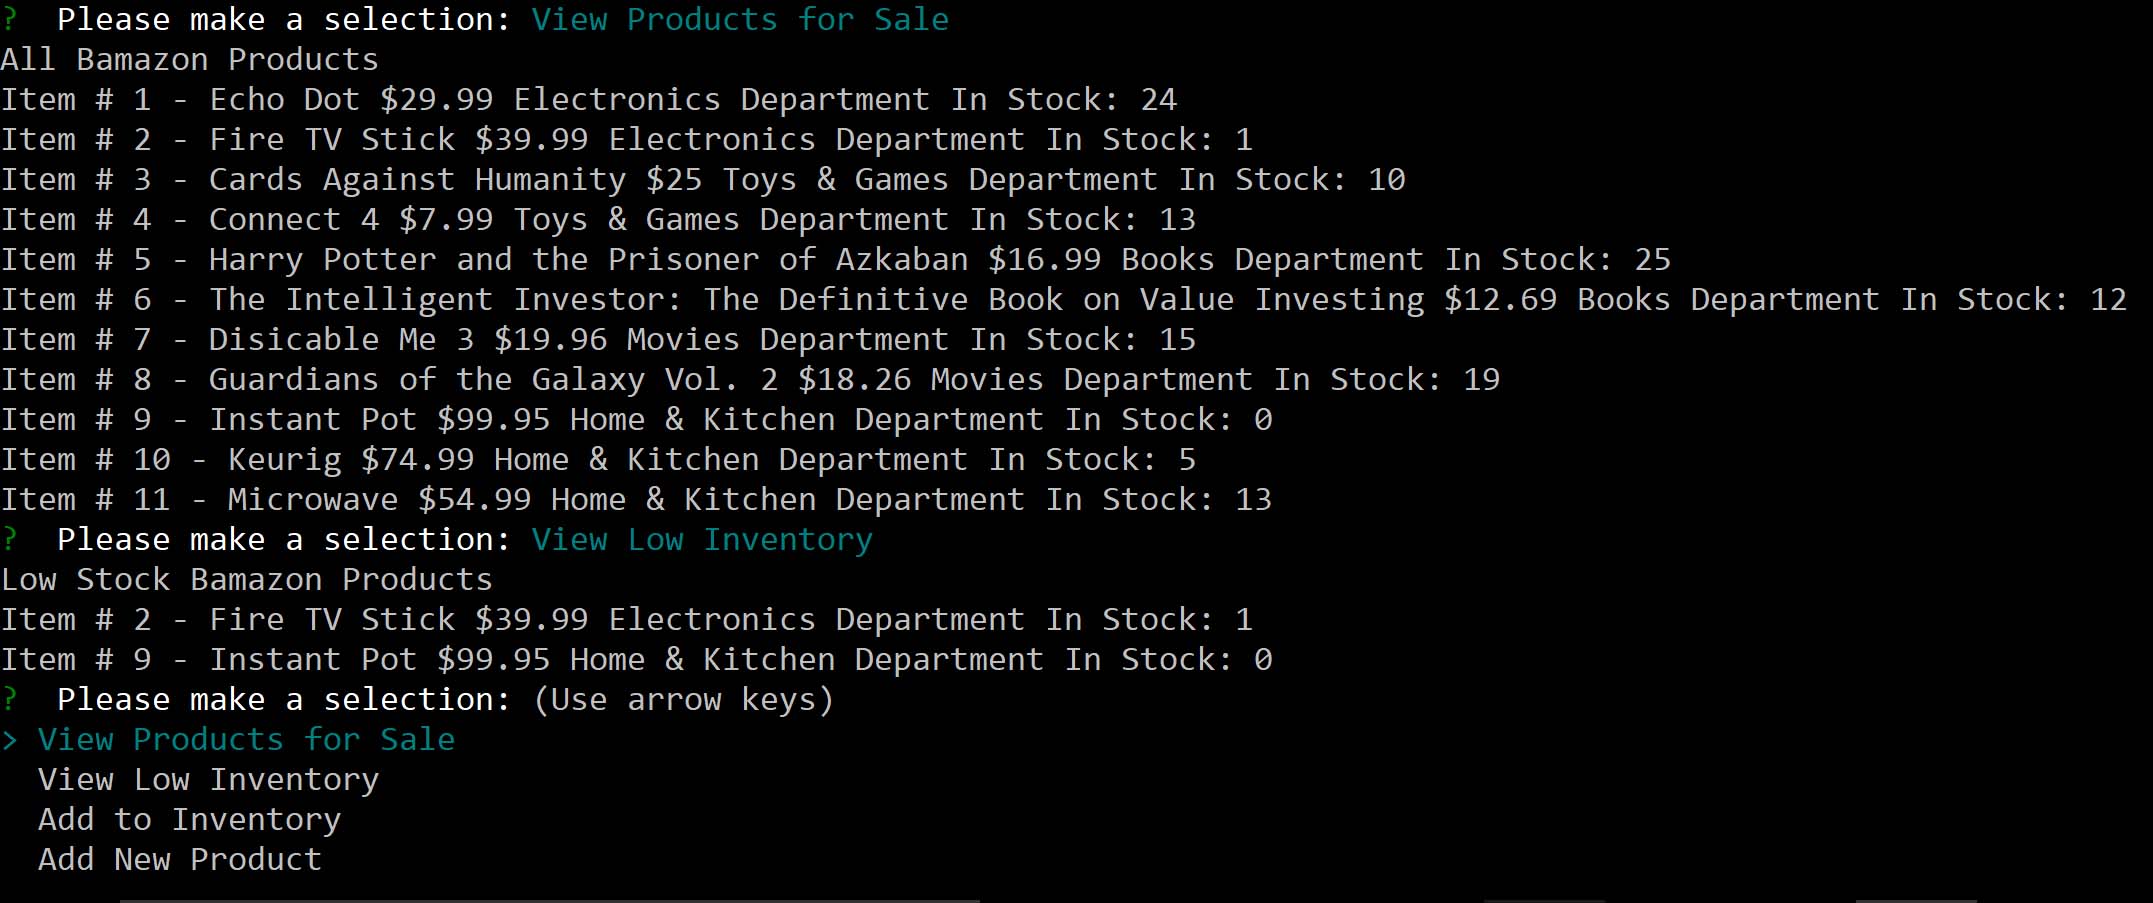 ? Please make a selection: View Products for Sale
All Bamazon Products
Item # 1 - Echo Dot $29.99 Electronics Department In Stock: 24
Item # 2 - Fire TV Stick $39.99 Electronics Department In Stock: 1
Item # 3 - Cards Against Humanity $25 Toys & Games Department In Stock: 10
Item # 4 - Connect 4 $7.99 Toys & Games Department In Stock: 13
Item # 5 - Harry Potter and the Prisoner of Azkaban $16.99 Books Department In Stock: 25
Item # 6 - The Intelligent Investor: The Definitive Book on Value Investing $12.69 Books Department In Stock: 12
Item # 7 - Disicable Me 3 $19.96 Movies Department In Stock: 15
Item # 8 - Guardians of the Galaxy Vol. 2 $18.26 Movies Department In Stock: 19
Item # 9 - Instant Pot $99.95 Home & Kitchen Department In Stock: 0
Item # 10 - Keurig $74.99 Home & Kitchen Department In Stock: 5
Item # 11 - Microwave $54.99 Home & Kitchen Department In Stock: 13
? Please make a selection: View Low Inventory
Low Stock Bamazon Products
Item # 2 - Fire TV Stick $39.99 Electronics Department In Stock: 1
Item # 9 - Instant Pot $99.95 Home & Kitchen Department In Stock: 0
? Please make a selection: (Use arrow keys)
> View Products for Sale
View Low Inventory
Add to Inventory
Add New Product